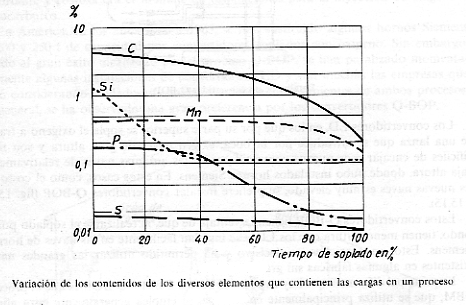 %
10
C
Si
1
Mn
P
0,1
S
0,01
0 20 40 60 80 100
Tiempo de soplado en %
Variación de los contenidos de los diversos elementos que contienen las cargas en un proceso